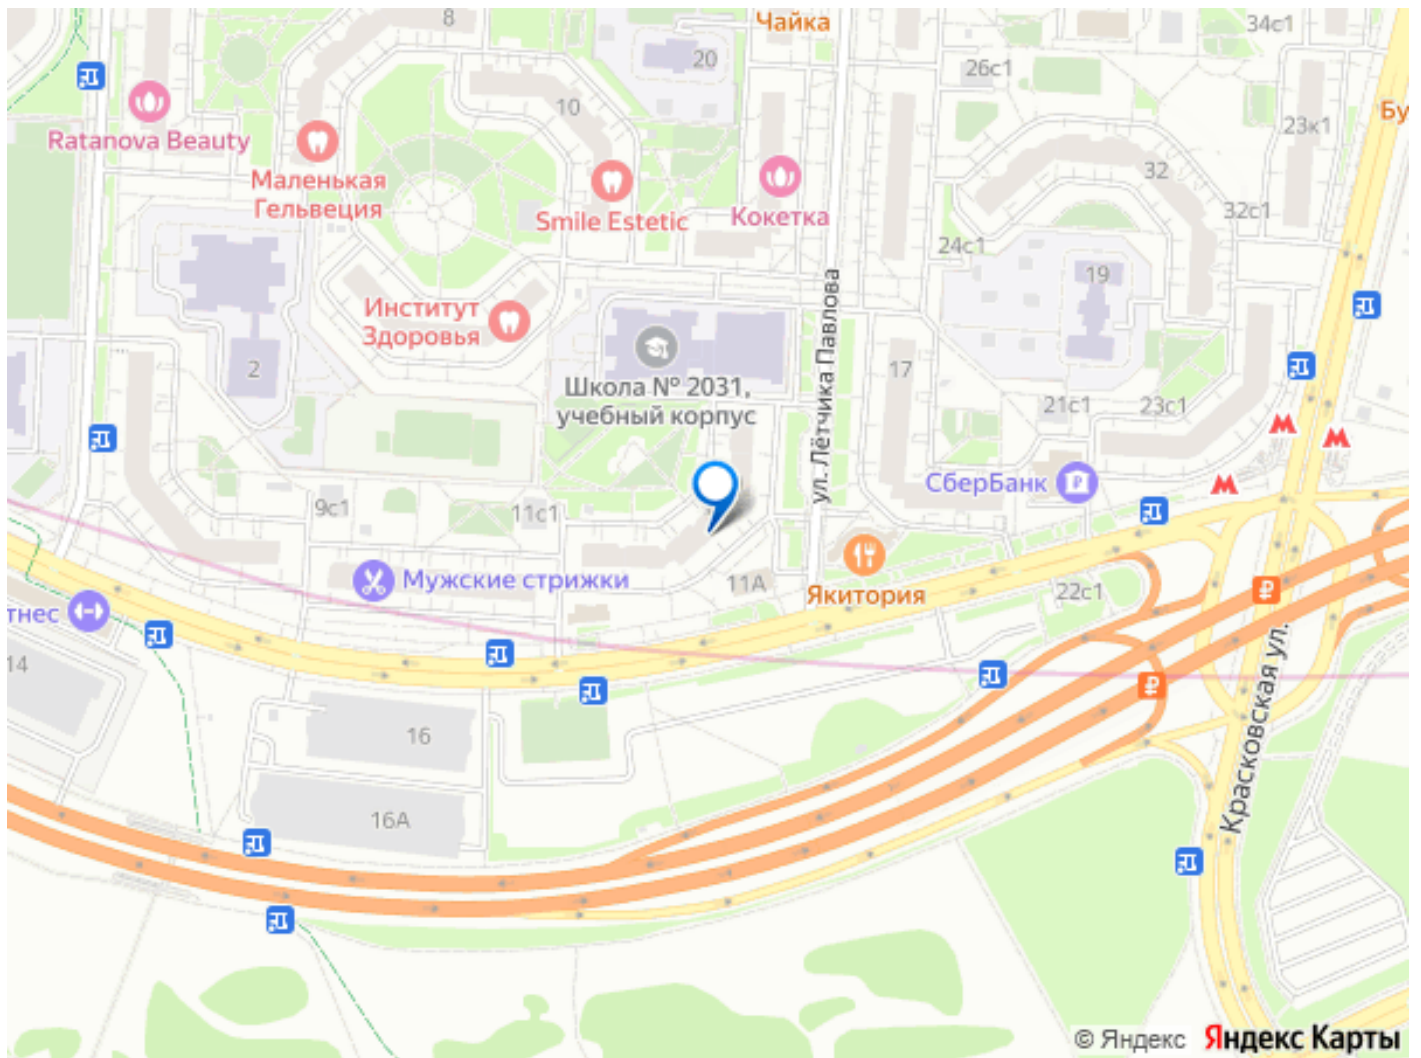 8
Чайка
34с1
20
26с1
10
Бу
23к1
Ratanova Beauty
Маленькая
Гельвеция
32
Smile Estetic
Кокетка
32с1
24с1
19
Институт
Здоровья
ул. Лётчика Павлова
2
17
Школа № 2031,
учебный корпус
21с1
23с1
СберБанк
9с1
11с1
Мужские стрижки
11А
Якитория
22с1
тнес
14
Красковская ул.
16
16А
© Яндекс Яндекс Карты